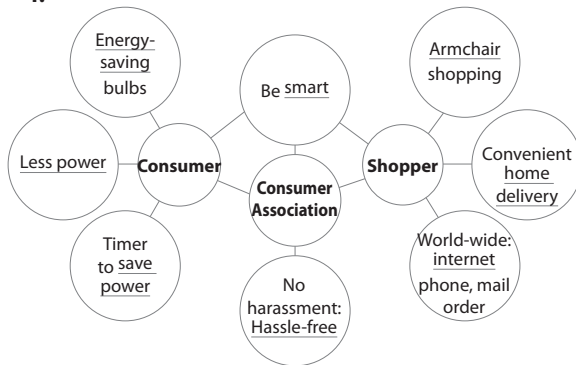 Energy-
saving
bulbs
Be smart
Armchair
shopping
Less power
Consumer
Consumer
Association
Shopper
Convenient
home
delivery
Timer
to save
power
No
harassment:
Hassle-free
World-wide:
internet
phone, mail
order